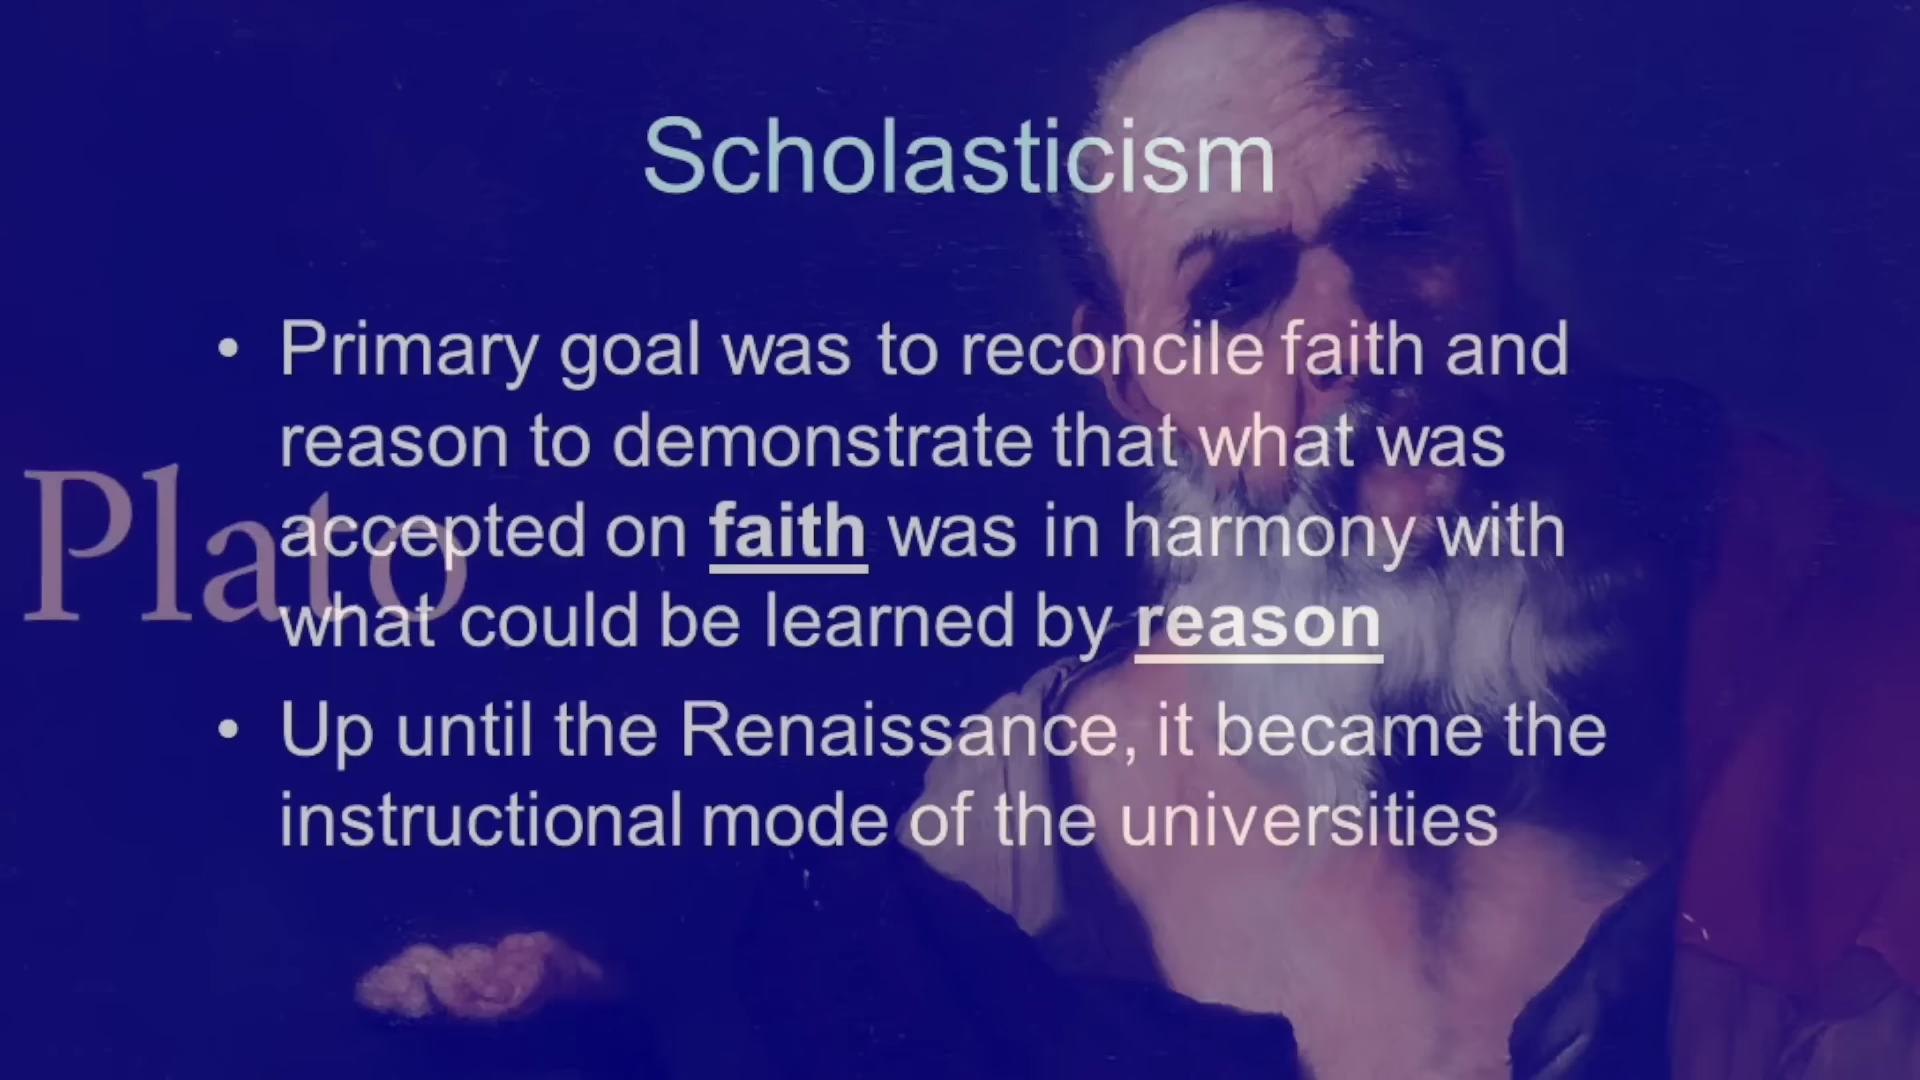 Scholasticism
• Primary goal was to reconcile faith and
reason to demonstrate that what was
accepted on faith was in harmony with
what could be learned by reason
• Up until the Renaissance, it became the
instructional mode of the universities
Plato